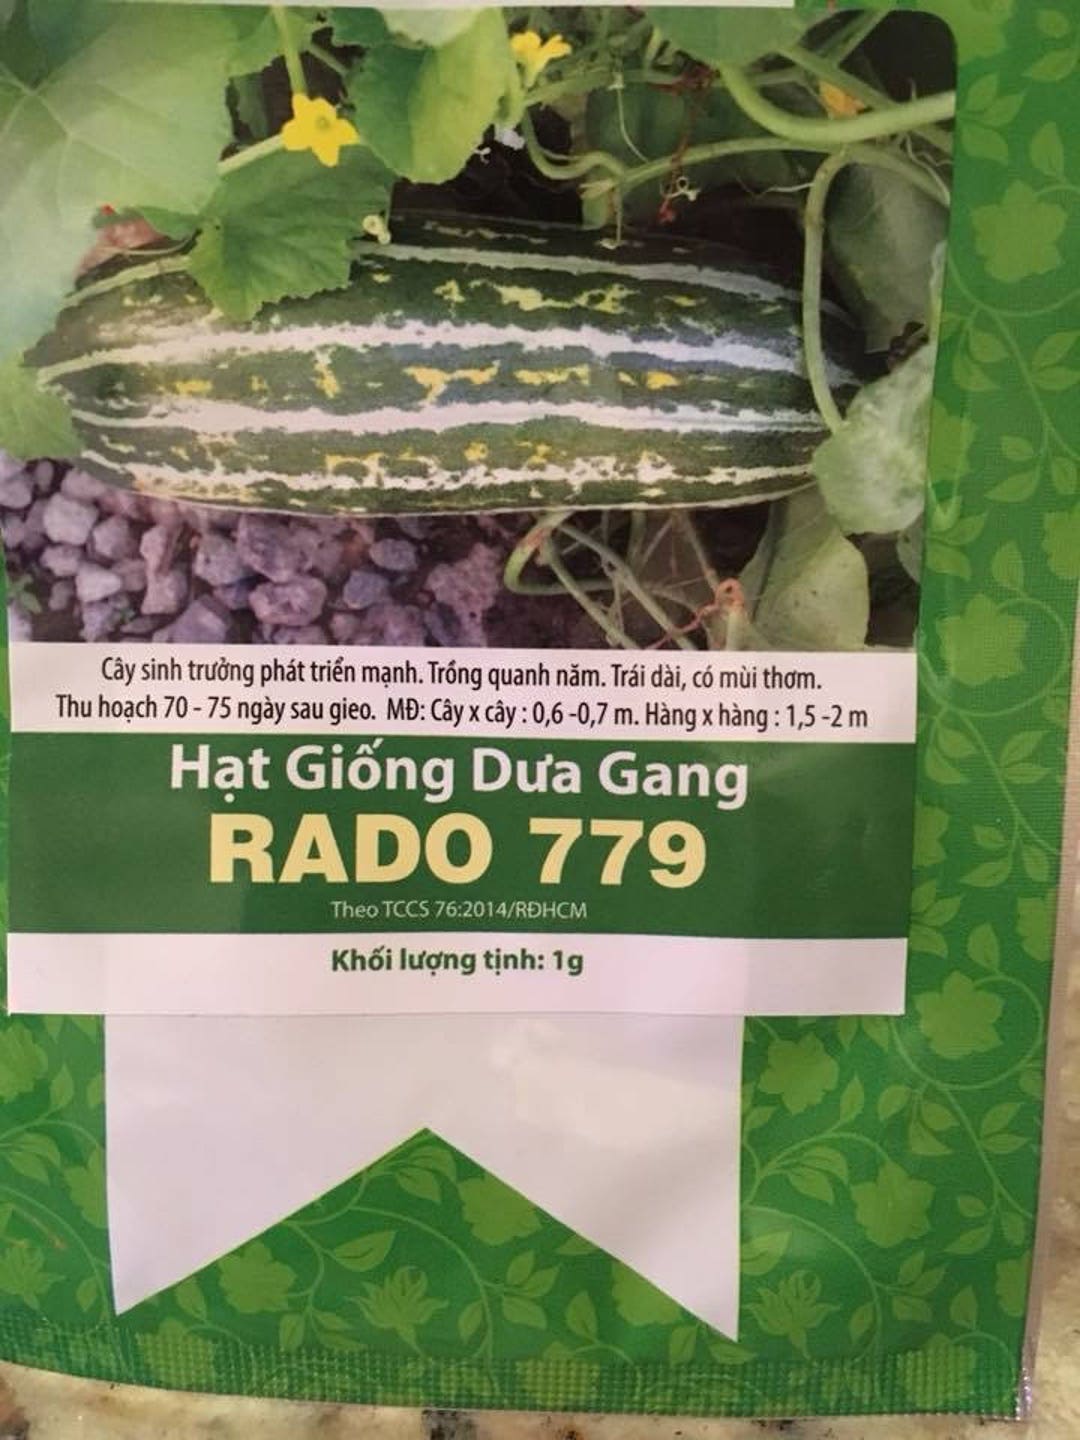 Cây sinh trưởng phát triển mạnh. Trồng quanh năm. Trái dài, có mùi thơm.
Thu hoạch 70 - 75 ngày sau gieo. MĐ: Cây x cây : 0,6 -0,7 m. Hàng x hàng : 1,5 -2 m
Hạt Giống Dưa Gang
RADO 779
Theo TCCS 76:2014/RĐHCM
Khối lượng tịnh: 1g